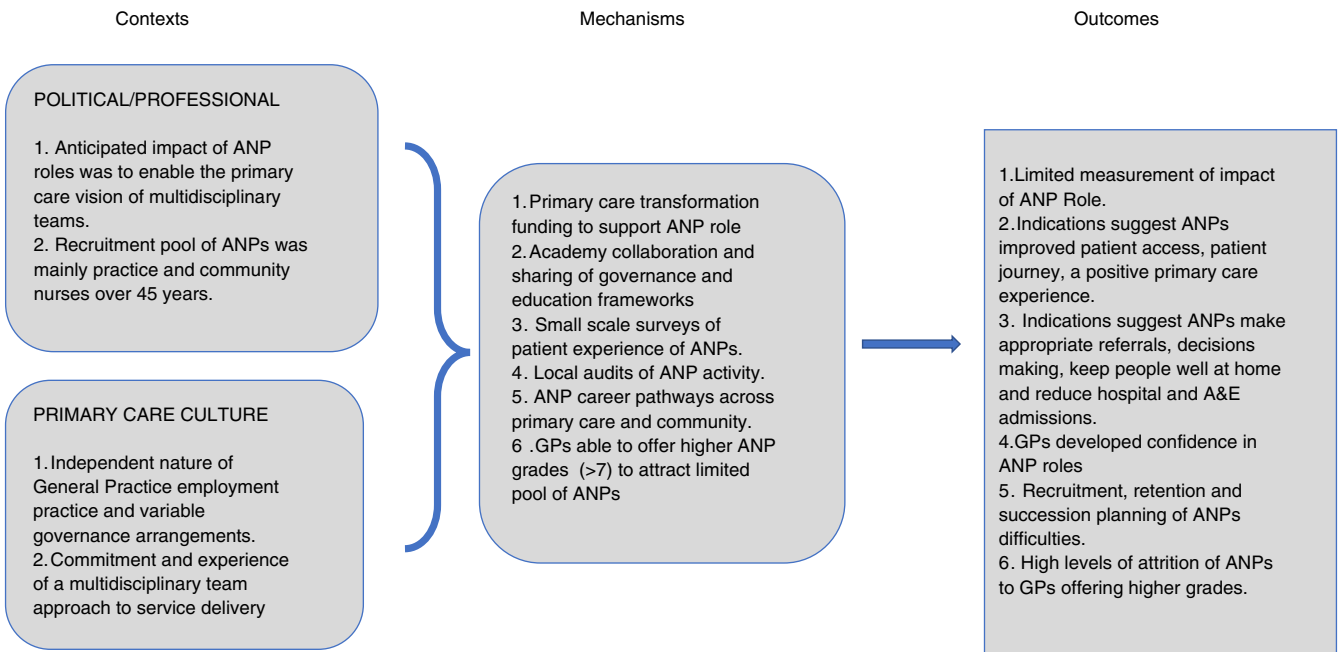 Contexts
Mechanisms
Outcomes
POLITICAL/PROFESSIONAL
1. Anticipated impact of ANP
roles was to enable the primary
care vision of multidisciplinary
teams.
2. Recruitment pool of ANPs was
mainly practice and community
nurses over 45 years.
PRIMARY CARE CULTURE
1. Independent nature of
General Practice employment
practice and variable
governance arrangements.
2. Commitment and experience
of a multidisciplinary team
approach to service delivery
1. Primary care transformation
funding to support ANP role
2. Academy collaboration and
sharing of governance and
education frameworks
3. Small scale surveys of
patient experience of ANPs.
4. Local audits of ANP activity.
5. ANP career pathways across
primary care and community.
6 .GPs able to offer higher ANP
grades (>7) to attract limited
pool of ANPs
1.Limited measurement of impact
of ANP Role.
2.Indications suggest ANPs
improved patient access, patient
journey, a positive primary care
experience.
3. Indications suggest ANPs make
appropriate referrals, decisions
making, keep people well at home
and reduce hospital and A&E
admissions.
4.GPs developed confidence in
ANP roles
5. Recruitment, retention and
succession planning of ANPs
difficulties.
6. High levels of attrition of ANPs
to GPs offering higher grades.